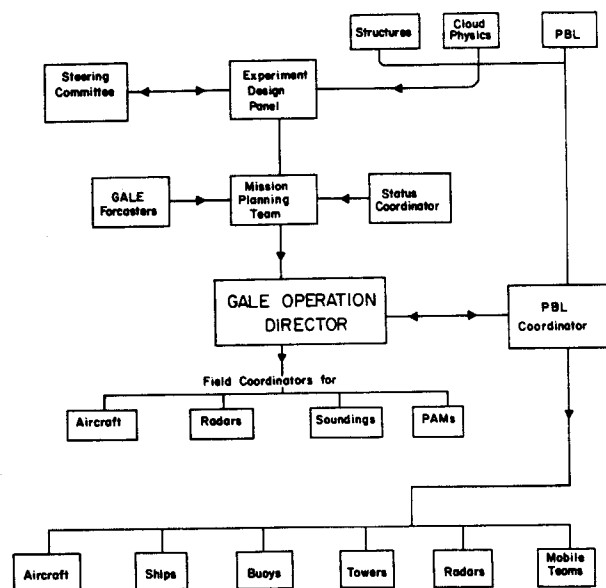 Structures
Cloud
Physics
PBL
Steering
Committee
Experiment
Design
Panel
GALE
Forcasters
Mission
Planning
Team
Status
Coordinator
GALE OPERATION
DIRECTOR
PBL
Coordinator
Field Coordinators for
Aircraft
Radars
Soundings
PAMs
Aircraft
Ships
Buoys
Towers
Radars
Mobile
Teams